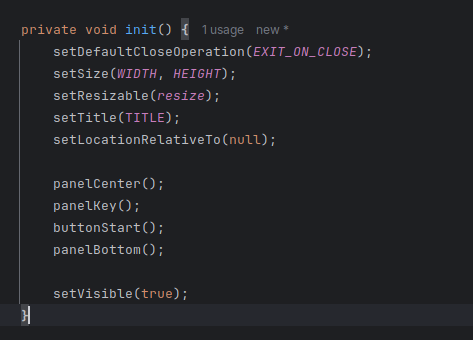 private void init() { 1 usage new *
setDefaultCloseOperation(EXIT_ON_CLOSE);
setSize(WIDTH, HEIGHT);
setResizable(resize);
setTitle(TITLE);
setLocationRelativeTo(null);
panelCenter();
panelKey();
buttonStart();
panelBottom();
setVisible(true);
}